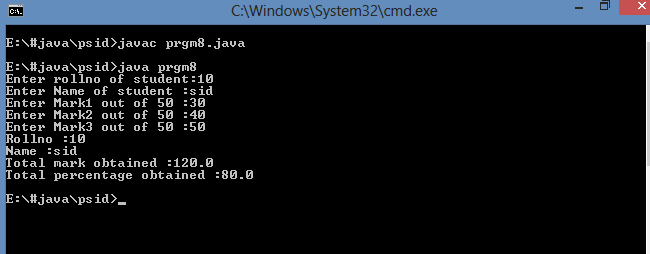 C:\Windows\System32\cmd.exe
E:\#java\psid>javac prgm8.java
E:\#java\psid>java prgm8
Enter rollno of student:10
Enter Name of student :sid
Enter Mark1 out of 50 :30
Enter Mark2 out of 50 :40
Enter Mark3 out of 50 :50
Rollno :10
Name :sid
Total mark obtained :120.0
Total percentage obtained :80.0
E:\#java\psid>_